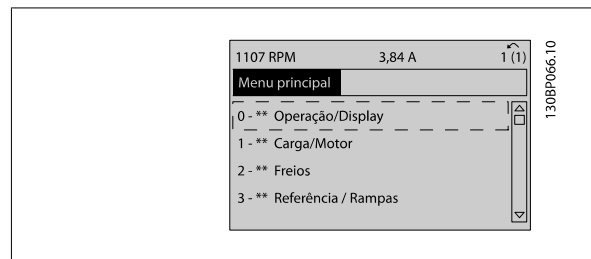 1107 RPM 3,84 A 1 (1)
Menu principal
0 - ** Operação/Display
1 - ** Carga/Motor
2 - ** Freios
3 - ** Referência / Rampas
130BP066.10